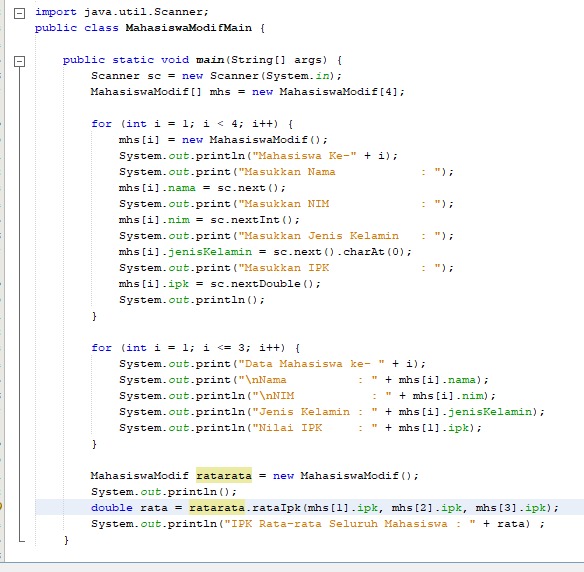 import java.util.Scanner;
public class MahasiswaModifMain {
public static void main(String[] args) {
Scanner sc = new Scanner(System.in);
MahasiswaModif[] mhs = new MahasiswaModif[4];
for (int i = 1; i < 4; i++) {
mhs[i] = new MahasiswaModif();
System.out.println("Mahasiswa Ke-" + i);
System.out.print("Masukkan Nama            : ");
mhs[i].nama = sc.next();
System.out.print("Masukkan NIM             : ");
mhs[i].nim = sc.nextInt();
System.out.print("Masukkan Jenis Kelamin   : ");
mhs[i].jenisKelamin = sc.next().charAt(0);
System.out.print("Masukan IPK             : ");
mhs[i].ipk = sc.nextDouble();
System.out.println();
}
for (int i = 1; i <= 3; i++) {
System.out.print("Data Mahasiswa ke- " + i);
System.out.print("\nNama          : " + mhs[i].nama);
System.out.println("\nNIM           : " + mhs[i].nim);
System.out.println("Jenis Kelamin : " + mhs[i].jenisKelamin);
System.out.println("Nilai IPK     : " + mhs[1].ipk);
}
MahasiswaModif ratarata = new MahasiswaModif();
System.out.println();
double rata = ratarata.rataIpk(mhs[1].ipk, mhs[2].ipk, mhs[3].ipk);
System.out.println("IPK Rata-rata Seluruh Mahasiswa : " + rata) ;
}